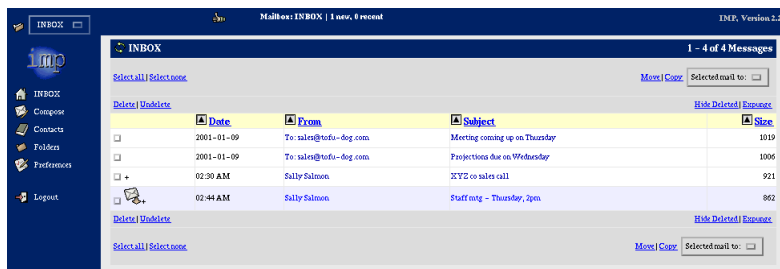 INBOX
Mailbox: INBOX | 1 new, 0 recent
IMP, Version 2.2
imp
INBOX
Compose
Contacts
Folders
Preferences
Logout
INBOX
1 - 4 of 4 Messages
Select all | Select none
Move | Copy Selected mail to:
Delete | Undelete
Hide Deleted | Expunge
Date From Subject Size
2001-01-09 To: sales@tofu-dog.com Meeting coming up on Thursday 1019
2001-01-09 To: sales@tofu-dog.com Projections due on Wednesday 1006
+ 02:30 AM Sally Salmon XYZ co sales call 921
+ 02:44 AM Sally Salmon Staff mtg - Thursday, 2pm 862
Delete | Undelete
Hide Deleted | Expunge
Select all | Select none
Move | Copy Selected mail to: